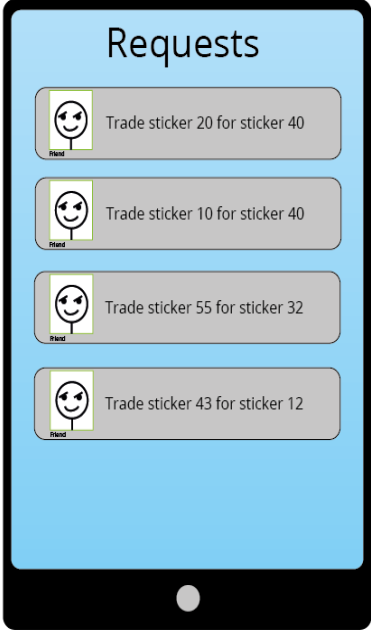 Requests
Trade sticker 20 for sticker 40
Friend
Trade sticker 10 for sticker 40
Friend
Trade sticker 55 for sticker 32
Friend
Trade sticker 43 for sticker 12
Friend